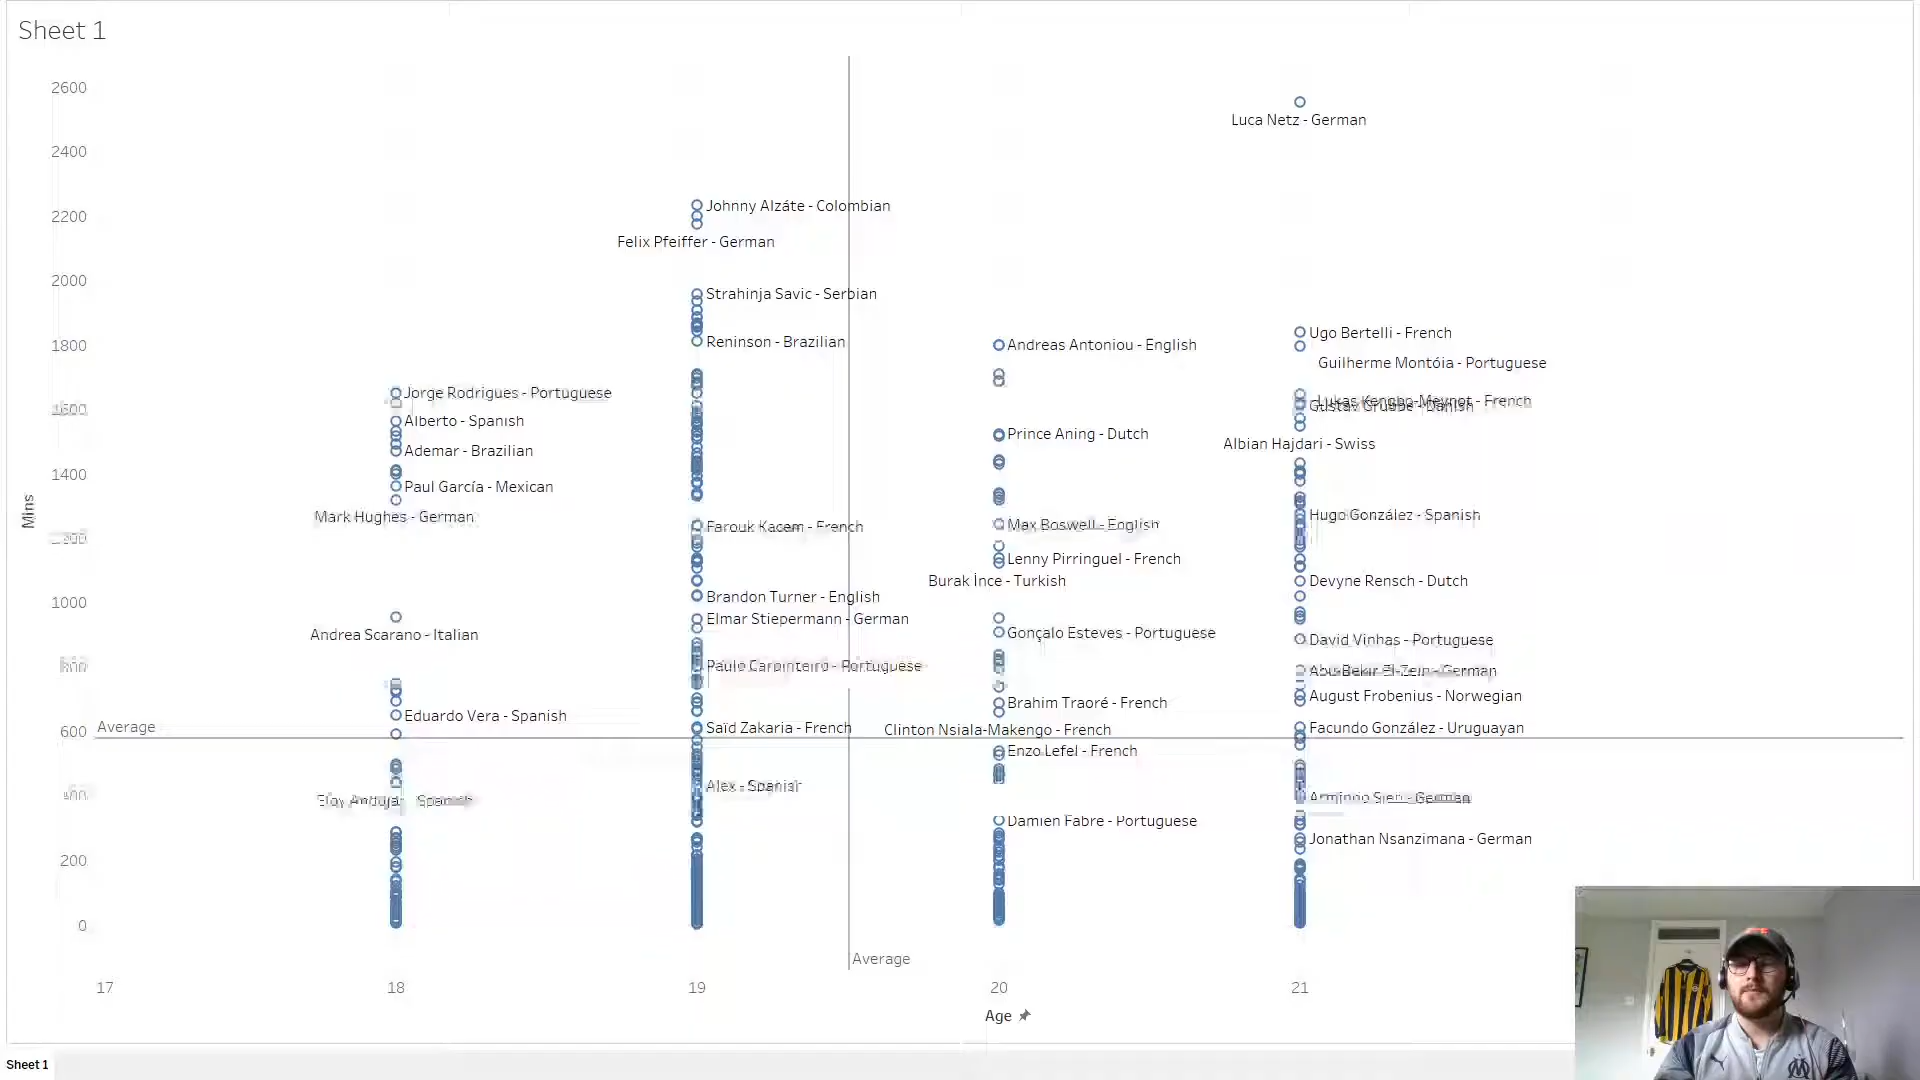 Sheet 1
2600
Luca Netz - German
2400
2200
Johnny Alzáte - Colombian
Felix Pfeiffer - German
2000
Strahinja Savic - Serbian
1800
Reninson - Brazilian
Andreas Antoniou - English
Ugo Bertelli - French
Guilherme Montóia - Portuguese
Jorge Rodrigues - Portuguese
1600
Alberto - Spanish
Prince Aning - Dutch
Albian Hajdari - Swiss
Ademar - Brazilian
1400
Paul García - Mexican
Mins
Mark Hughes - German
Hugo González - Spanish
Farouk Kacem - French
Max Boswell - English
1200
Lenny Pirringuel - French
Burak İnce - Turkish
Devyne Rensch - Dutch
1000
Brandon Turner - English
Elmar Stiepermann - German
Andrea Scarano - Italian
Gonçalo Esteves - Portuguese
David Vinhas - Portuguese
800
Paulo Carpinteiro - Portuguese
August Frobenius - Norwegian
Brahim Traoré - French
Eduardo Vera - Spanish
Average
600
Saïd Zakaria - French
Clinton Nsiala-Makengo - French
Facundo González - Uruguayan
Enzo Lefel - French
Alex - Spanish
400
Damien Fabre - Portuguese
Jonathan Nsanzimana - German
200
0
Average
17
18
19
20
21
Age
Sheet 1